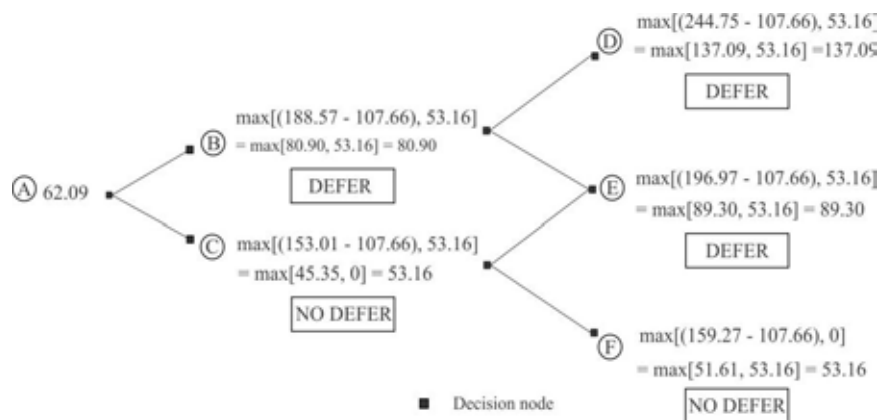 A 62.09
B max[(188.57 - 107.66), 53.16]
= max[80.90, 53.16] = 80.90
DEFER
C max[(153.01 - 107.66), 53.16]
= max[45.35, 0] = 53.16
NO DEFER
D max[(244.75 - 107.66), 53.16]
= max[137.09, 53.16] =137.09
DEFER
E max[(196.97 - 107.66), 53.16]
= max[89.30, 53.16] = 89.30
DEFER
F max[(159.27 - 107.66), 0]
= max[51.61, 53.16] = 53.16
NO DEFER
Decision node